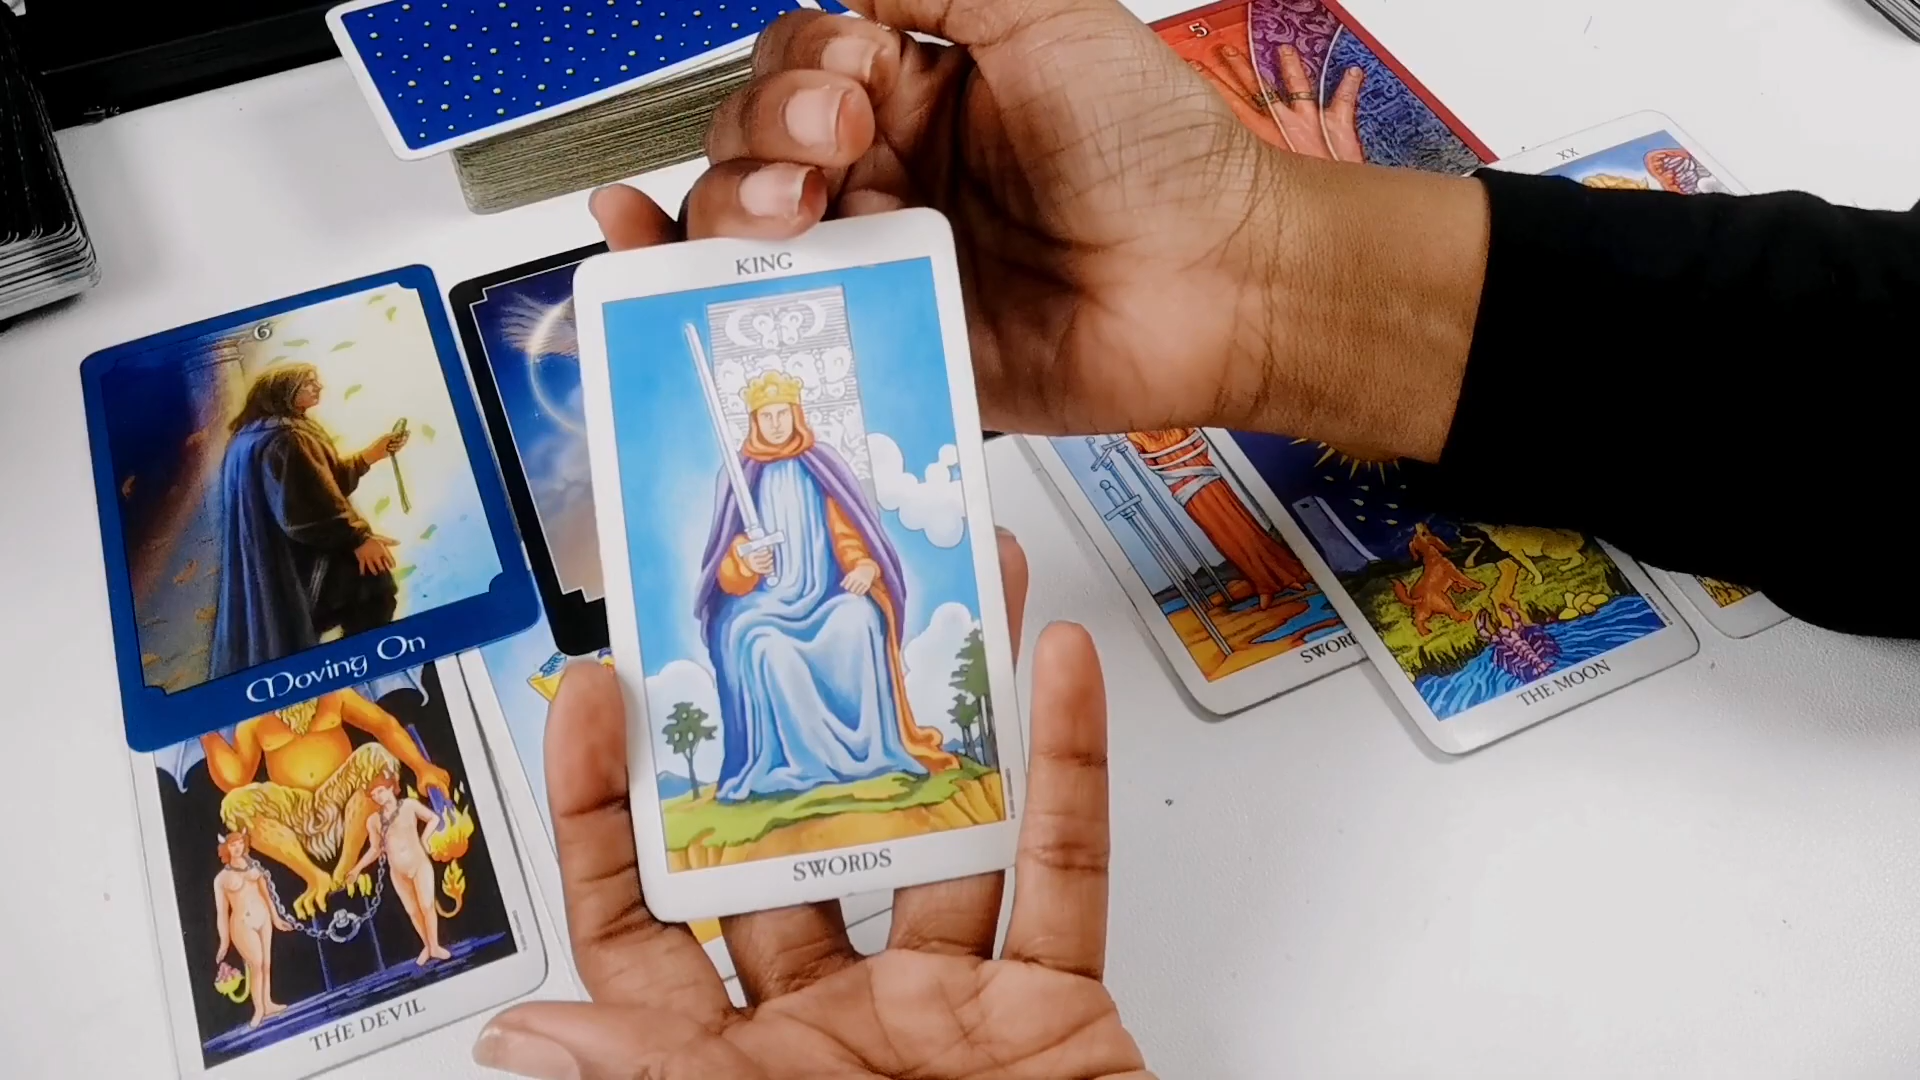 5
XX
KING
6
Moving On
SWORDS
THE DEVIL
THE MOON